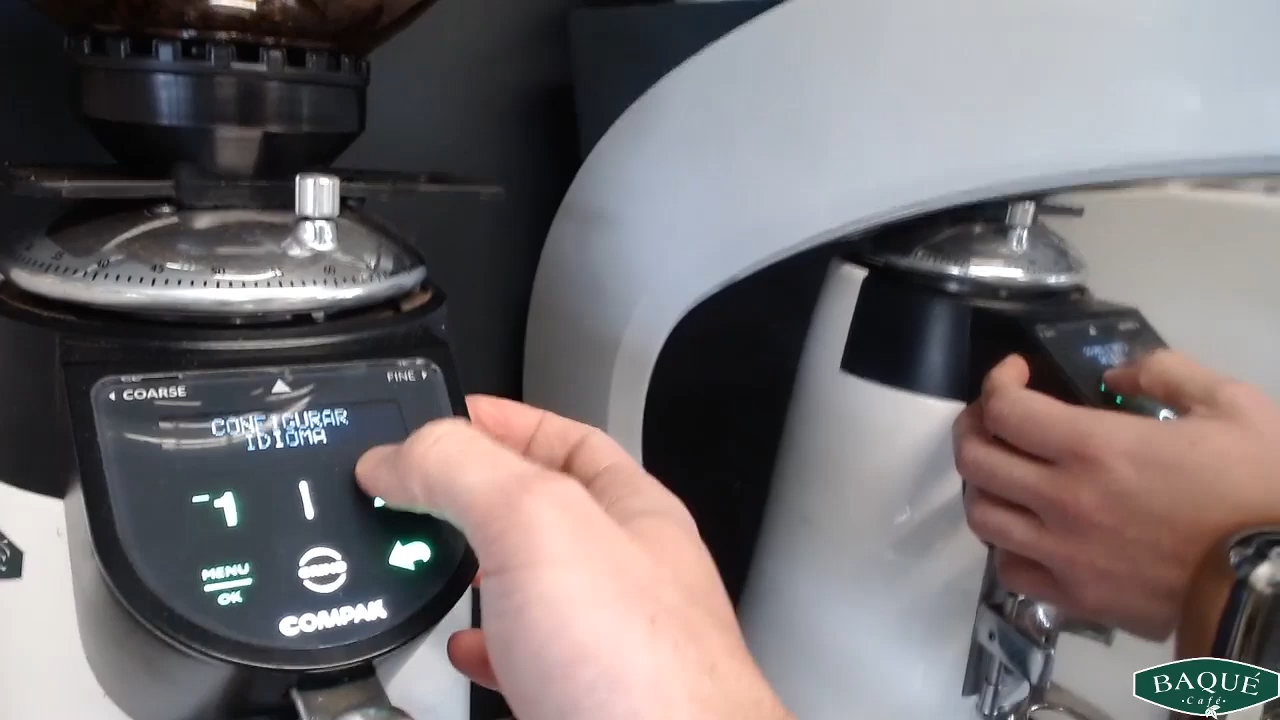 COARSE
FINE
CONFIGURAR
IDIOMA
-1
MENU
OK
COMPAK
BAQUÉ
·Café·